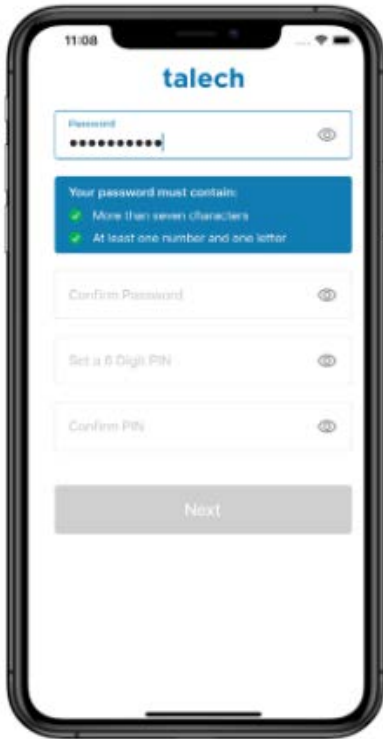 11:08
talech
Password
••••••••••
Your password must contain:
More than seven characters
At least one number and one letter
Confirm Password
Set a 6 Digit PIN
Confirm PIN
Next